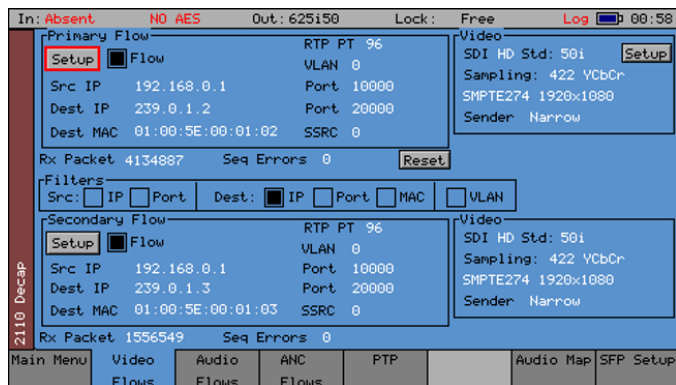 In: Absent NO AES Out: 625i50 Lock: Free Log 00:58
Primary Flow
Setup Flow RTP PT 96
VLAN 0
Src IP 192.168.0.1 Port 10000
Dest IP 239.0.1.2 Port 20000
Dest MAC 01:00:5E:00:01:02 SSRC 0
Video
SDI HD Std: 50i Setup
Sampling: 422 YCbCr
SMPTE274 1920x1080
Sender Narrow
Rx Packet 4134887 Seq Errors 0 Reset
Filters
Src: IP Port Dest: IP Port MAC VLAN
Secondary Flow
Setup Flow RTP PT 96
VLAN 0
Src IP 192.168.0.1 Port 10000
Dest IP 239.0.1.3 Port 20000
Dest MAC 01:00:5E:00:01:03 SSRC 0
Video
SDI HD Std: 50i
Sampling: 422 YCbCr
SMPTE274 1920x1080
Sender Narrow
Rx Packet 1556549 Seq Errors 0
2110 Decap
Main Menu Video Flows Audio Flows ANC Flows PTP Audio Map SFP Setup